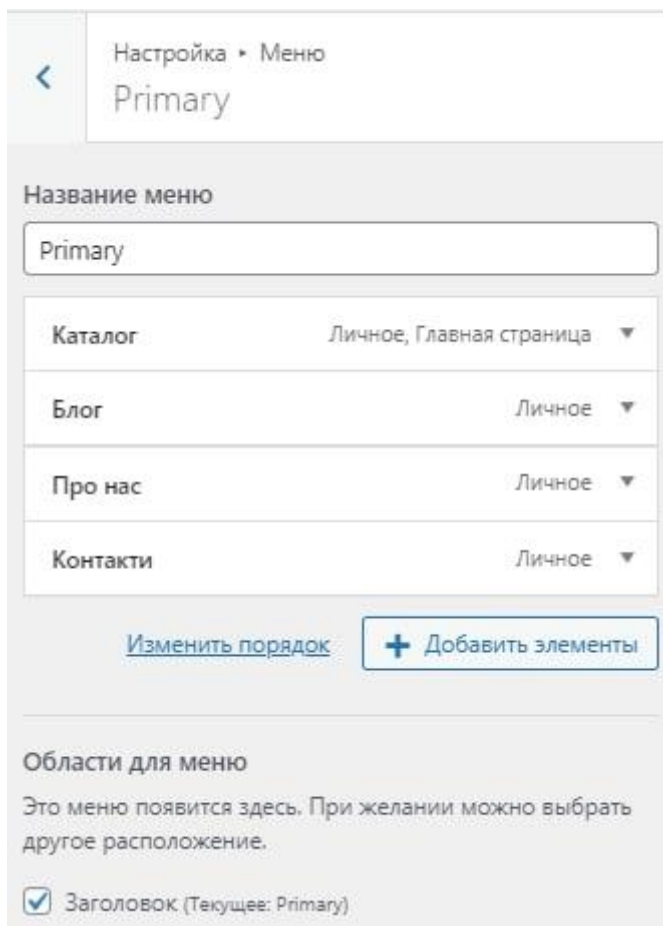 Настройка ▸ Меню
Primary
Название меню
Primary
Каталог Личное, Главная страница
Блог Личное
Про нас Личное
Контакти Личное
Изменить порядок + Добавить элементы
Области для меню
Это меню появится здесь. При желании можно выбрать
другое расположение.
Заголовок (Текущее: Primary)